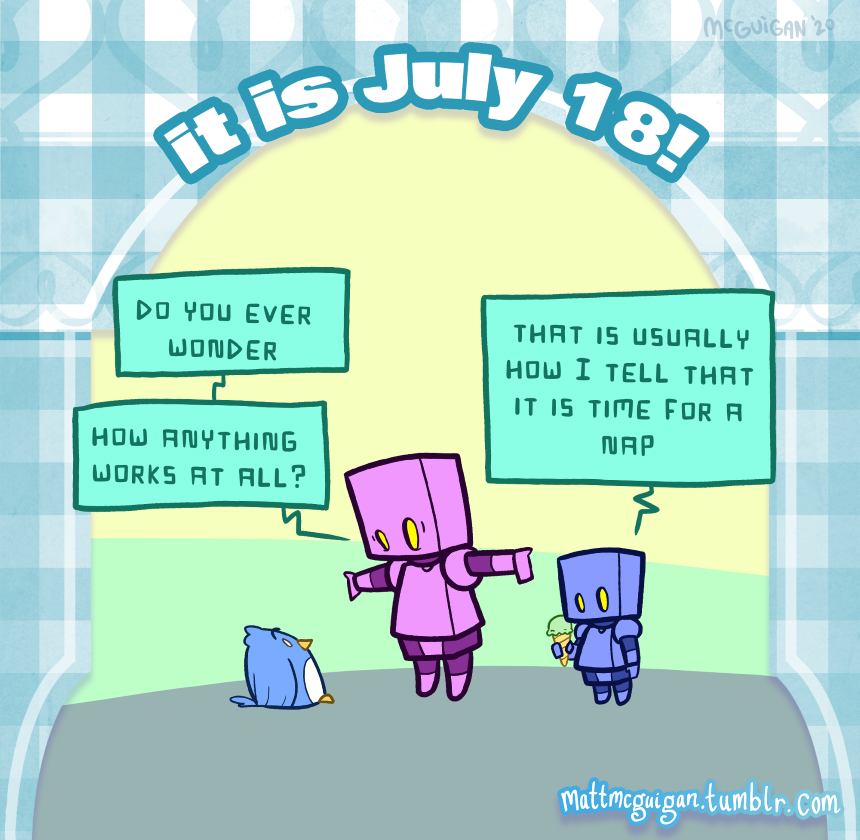 McGUIGAN '20
it is July 18!
DO YOU EVER
WONDER
HOW ANYTHING
WORKS AT ALL?
THAT IS USUALLY
HOW I TELL THAT
IT IS TIME FOR A
NAP
mattmcguigan.tumblr.com